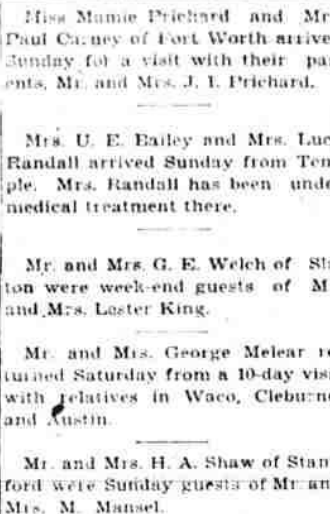 Miss Mamie Prichard and Mr
Paul Carney of Fort Worth arrive
Sunday for a visit with their par
ents, Mr. and Mrs. J. I. Prichard.
Mrs. U. E. Bailey and Mrs. Luc
Randall arrived Sunday from Tem
ple. Mrs. Randall has been unde
medical treatment there.
Mr. and Mrs. G. E. Welch of Sla
ton were week-end guests of M
and Mrs. Lester King.
Mr. and Mrs. George Melear re
turned Saturday from a 10-day visi
with relatives in Waco, Cleburne
and Austin.
Mr. and Mrs. H. A. Shaw of Stam
ford were Sunday guests of Mr an
Mrs. M. Mansel.